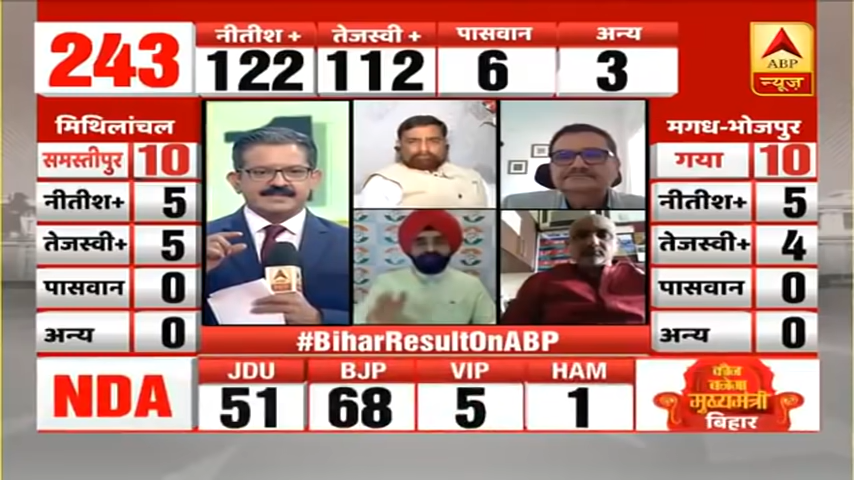 243
नीतीश + तेजस्वी + पासवान अन्य
122 112 6 3
ABP
न्यूज़
मिथिलांचल
समस्तीपुर 10
नीतीश+ 5
तेजस्वी+ 5
पासवान 0
अन्य 0
मगध-भोजपुर
गया 10
नीतीश+ 5
तेजस्वी+ 4
पासवान 0
अन्य 0
#BiharResultOnABP
NDA
JDU BJP VIP HAM
51 68 5 1
कौन
बनेगा
मुख्यमंत्री
बिहार